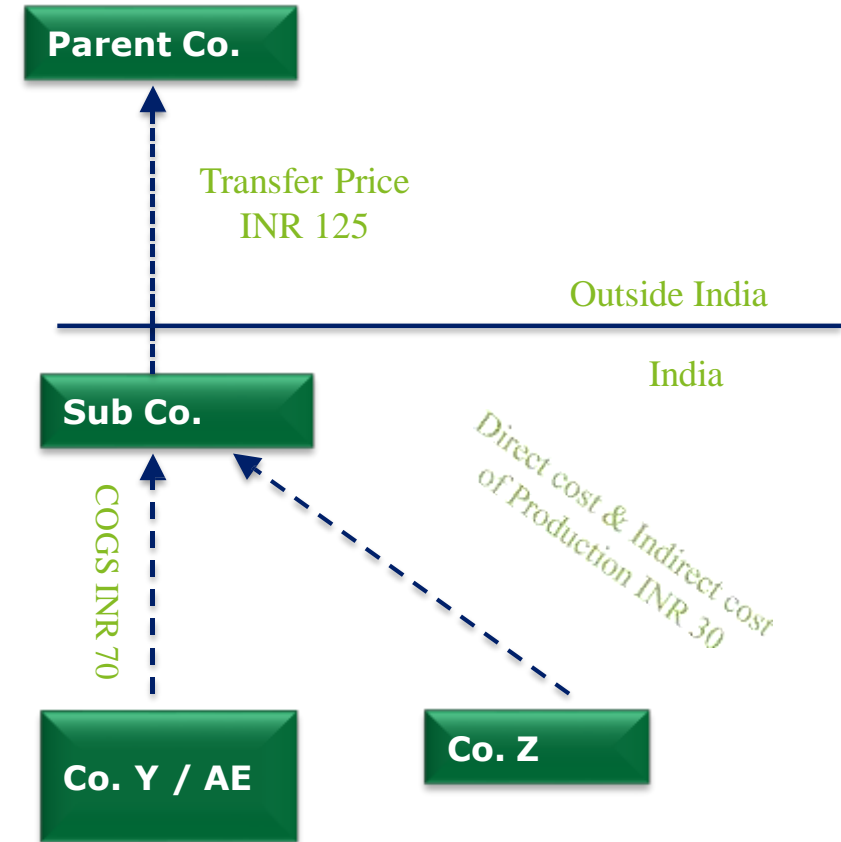 Parent Co.
Transfer Price
INR 125
Outside India
India
Sub Co.
Direct cost & Indirect cost
of Production INR 30
COGS INR 70
Co. Y / AE
Co. Z